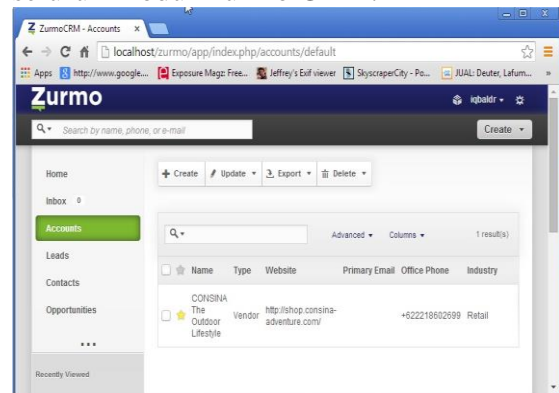 ZurmoCRM - Accounts
localhost/zurmo/app/index.php/accounts/default
Apps http://www.google.... Exposure Magz: Free... Jeffrey's Exif viewer SkyscraperCity - Po... JUAL: Deuter, Lafum... »
Zurmo
iqbaldr
Search by name, phone, or e-mail
Create
Home
Create Update Export Delete
Inbox 0
Accounts
Advanced Columns 1 result(s)
Leads
Name Type Website Primary Email Office Phone Industry
Contacts
CONSINA
The
Outdoor
Lifestyle
Vendor
http://shop.consina-
adventure.com/
+622218602699
Retail
Opportunities
...
Recently Viewed